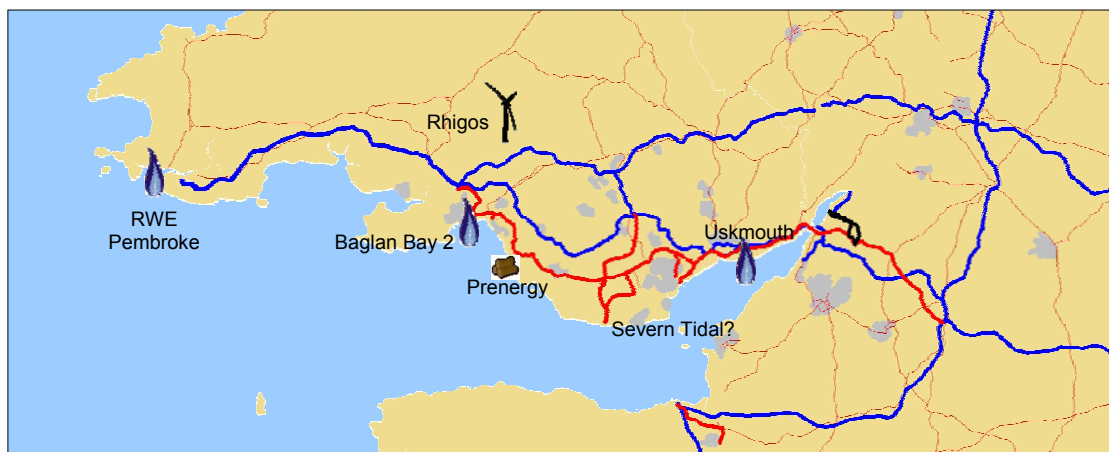 Rhigos
RWE
Pembroke
Baglan Bay 2
Uskmouth
Prenergy
Severn Tidal?